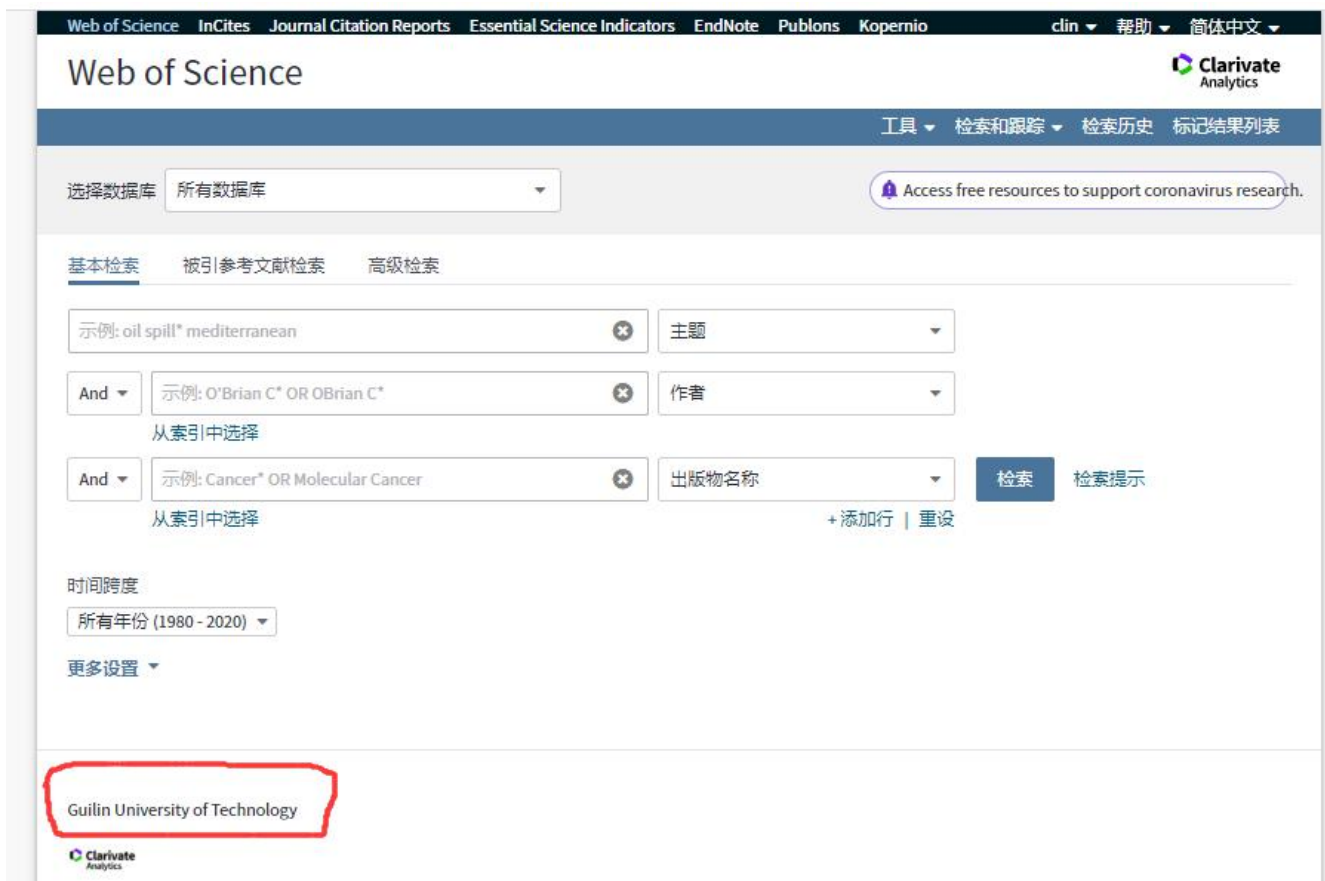 Web of Science InCites Journal Citation Reports Essential Science Indicators EndNote Publons Kopernio clin 帮助 简体中文
Web of Science
Clarivate
Analytics
工具 检索和跟踪 检索历史 标记结果列表
选择数据库 所有数据库
Access free resources to support coronavirus research.
基本检索 被引参考文献检索 高级检索
示例: oil spill* mediterranean 主题
And 示例: O'Brian C* OR OBrian C* 作者
从索引中选择
And 示例: Cancer* OR Molecular Cancer 出版物名称 检索 检索提示
从索引中选择 +添加行 | 重设
时间跨度
所有年份 (1980 - 2020)
更多设置
Guilin University of Technology
Clarivate
Analytics